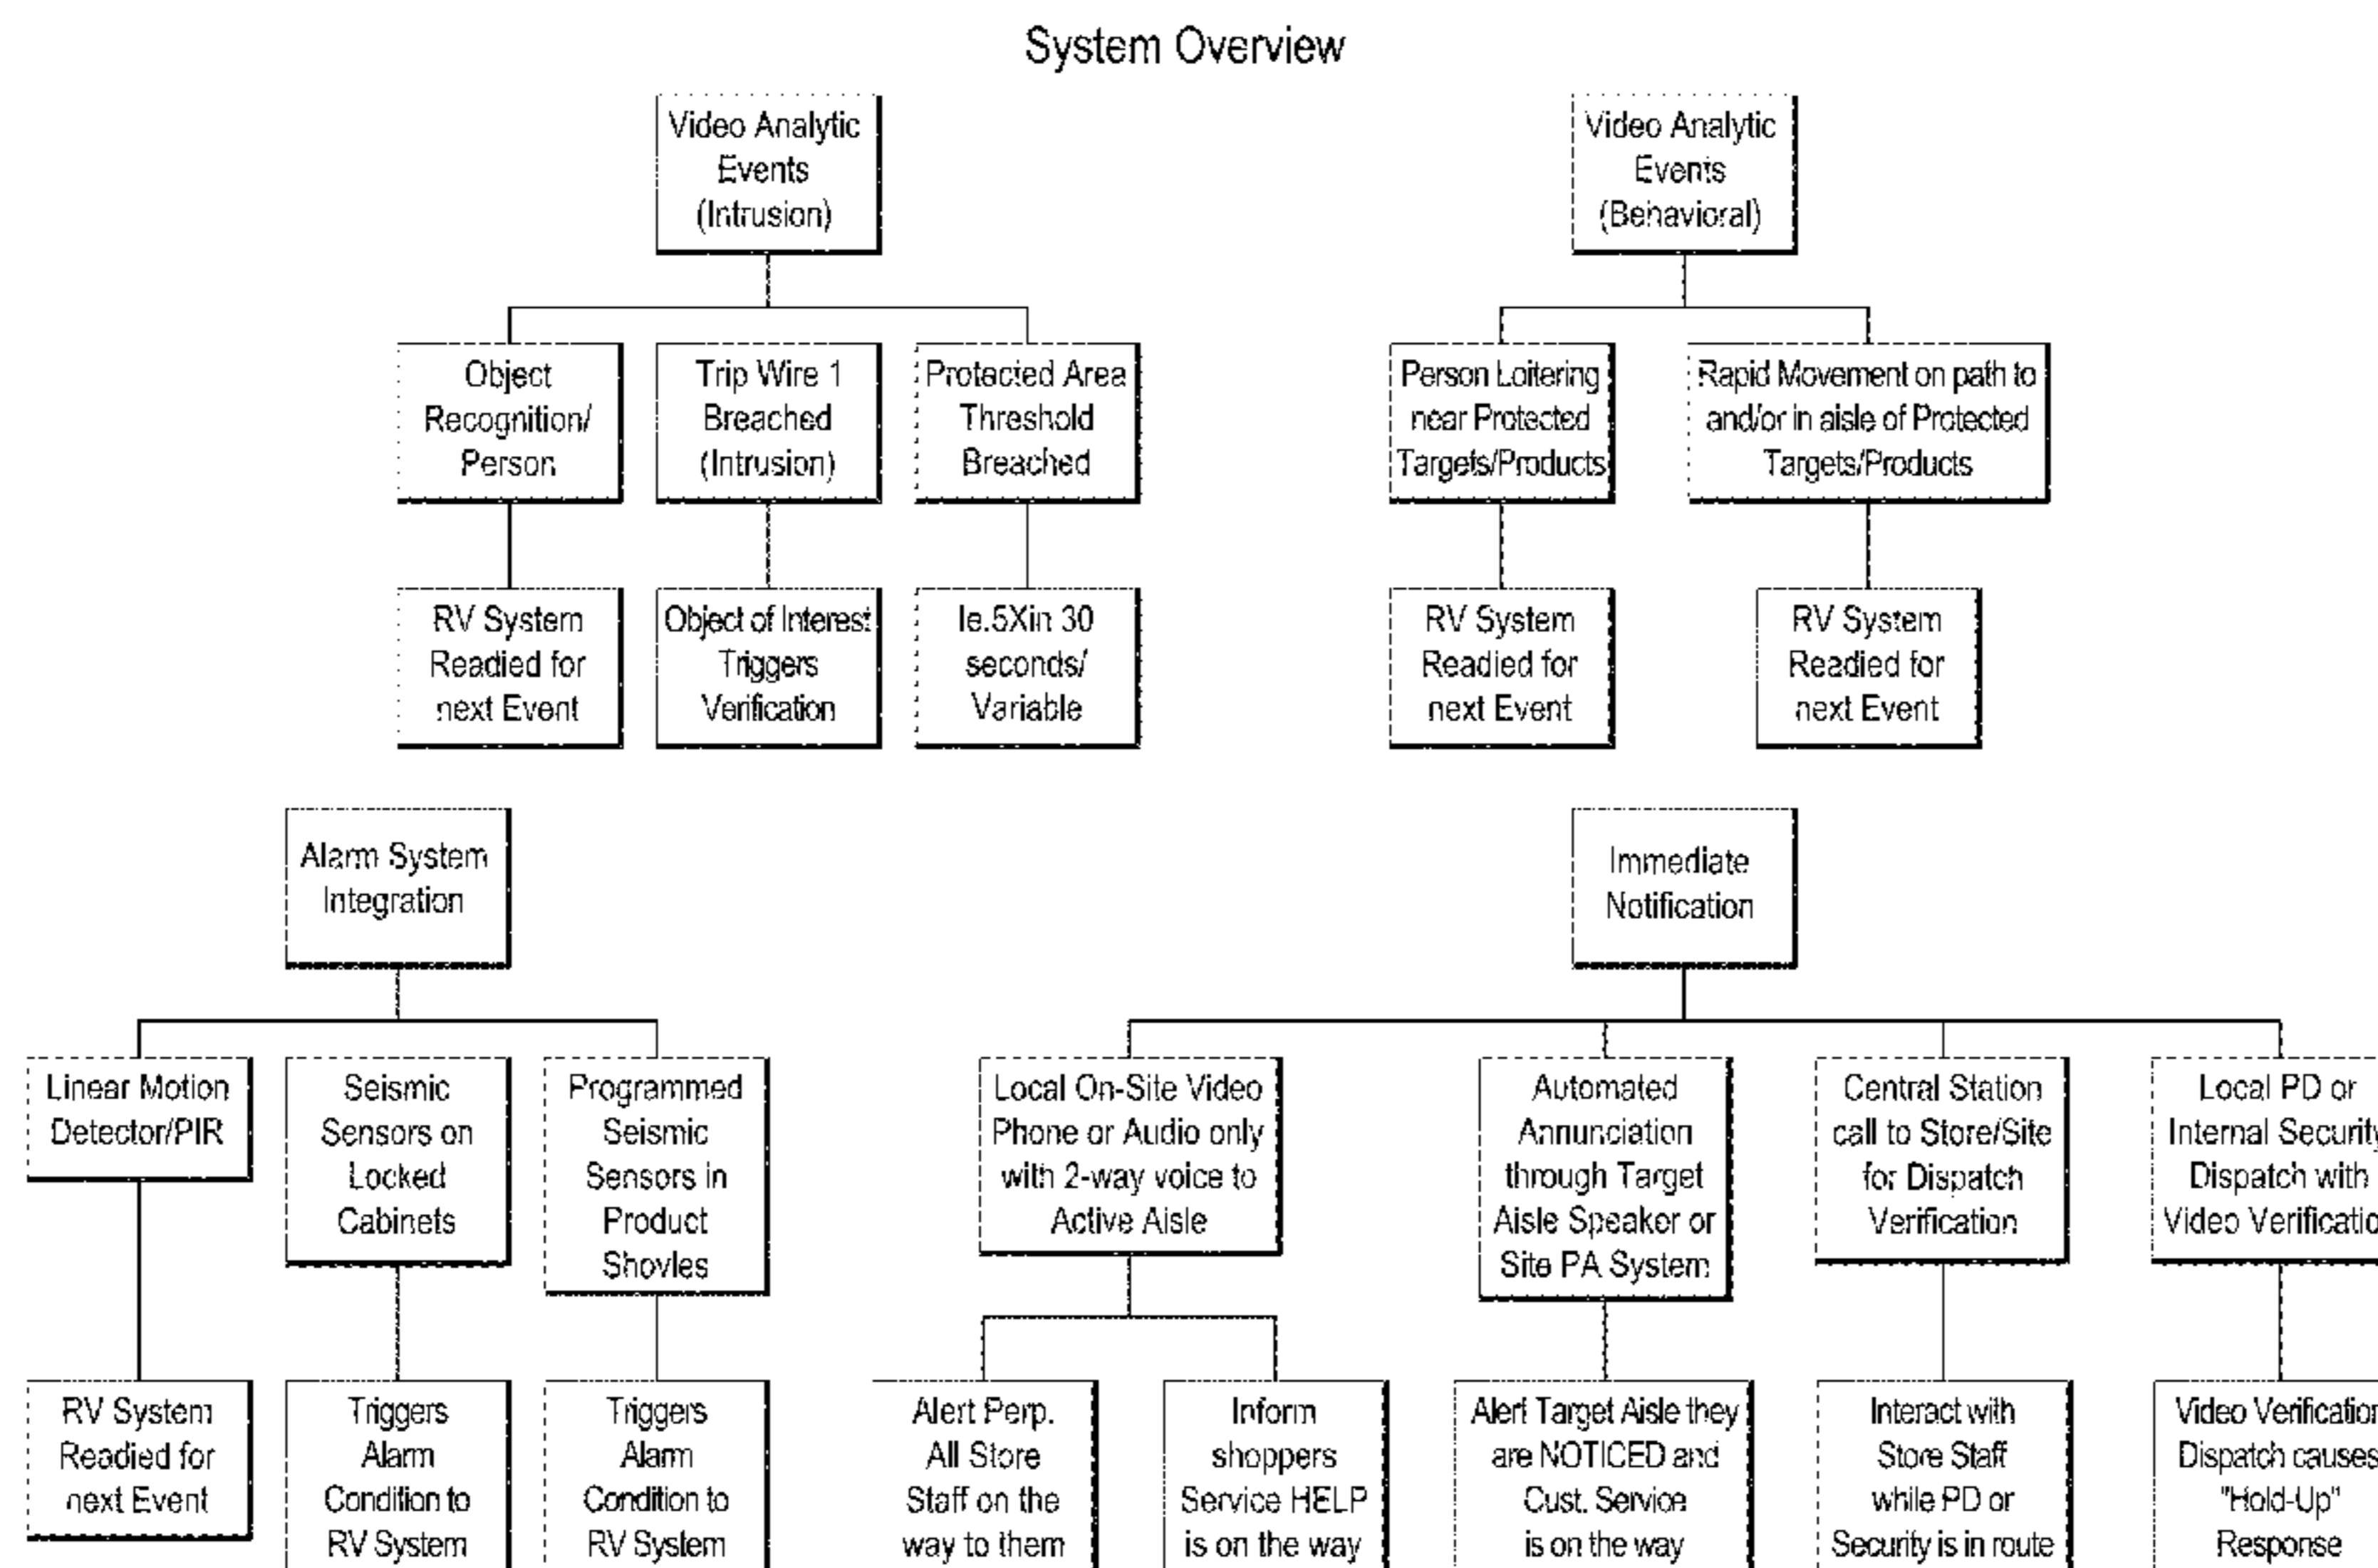 System Overview
Video Analytic
Events
(Intrusion)
Video Analytic
Events
(Behavioral)
Object
Recognition/
Person
Trip Wire 1
Breached
(Intrusion)
Protected Area
Threshold
Breached
Person Loitering
near Protected
Targets/Products
Rapid Movement on path to
and/or in aisle of Protected
Targets/Products
RV System
Readied for
next Event
Object of Interest
Triggers
Verification
Ie.5Xin 30
seconds/
Variable
RV System
Readied for
next Event
RV System
Readied for
next Event
Alarm System
Integration
Immediate
Notification
Linear Motion
Detector/PIR
Seismic
Sensors on
Locked
Cabinets
Programmed
Seismic
Sensors in
Product
Shovles
Local On-Site Video
Phone or Audio only
with 2-way voice to
Active Aisle
Automated
Annunciation
through Target
Aisle Speaker or
Site PA System
Central Station
call to Store/Site
for Dispatch
Verification
Local PD or
Internal Security
Dispatch with
Video Verificatio
RV System
Readied for
next Event
Triggers
Alarm
Condition to
RV System
Triggers
Alarm
Condition to
RV System
Alert Perp.
All Store
Staff on the
way to them
Inform
shoppers
Service HELP
is on the way
Alert Target Aisle they
are NOTICED and
Cust. Service
is on the way
Interact with
Store Staff
while PD or
Security is in route
Video Verification
Dispatch causes
"Hold-Up"
Response